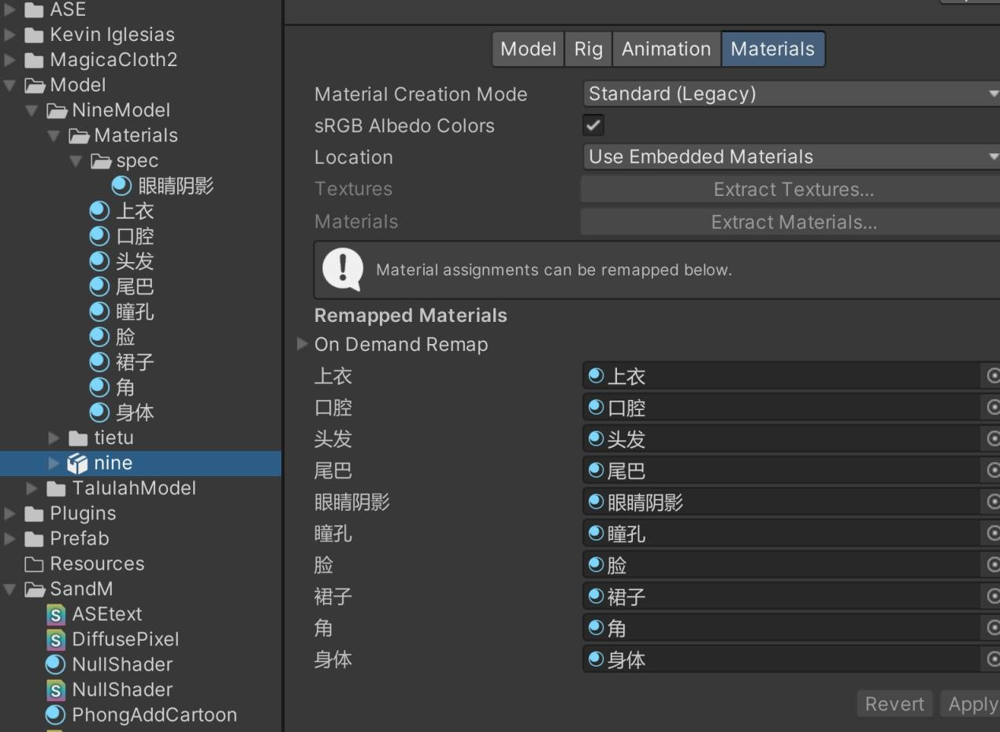 ASE
Kevin Iglesias
MagicaCloth2
Model
NineModel
Materials
spec
眼睛阴影
上衣
口腔
头发
尾巴
瞳孔
脸
裙子
角
身体
tietu
nine
TalulahModel
Plugins
Prefab
Resources
SandM
ASEtext
DiffusePixel
NullShader
NullShader
PhongAddCartoon
Model Rig Animation Materials
Material Creation Mode Standard (Legacy)
sRGB Albedo Colors
Location Use Embedded Materials
Textures Extract Textures...
Materials Extract Materials...
Material assignments can be remapped below.
Remapped Materials
On Demand Remap
上衣 上衣
口腔 口腔
头发 头发
尾巴 尾巴
眼睛阴影 眼睛阴影
瞳孔 瞳孔
脸 脸
裙子 裙子
角 角
身体 身体
Revert Apply